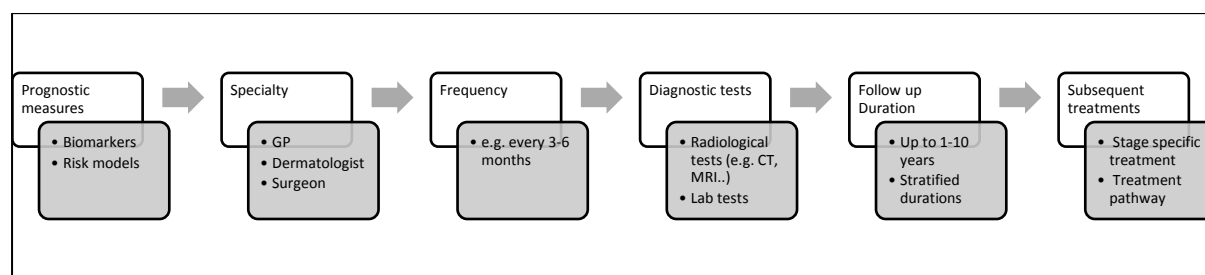 Prognostic
measures
• Biomarkers
• Risk models
Specialty
• GP
• Dermatologist
• Surgeon
Frequency
• e.g. every 3-6
months
Diagnostic tests
• Radiological
tests (e.g. CT,
MRI..)
• Lab tests
Follow up
Duration
• Up to 1-10
years
• Stratified
durations
Subsequent
treatments
• Stage specific
treatment
• Treatment
pathway